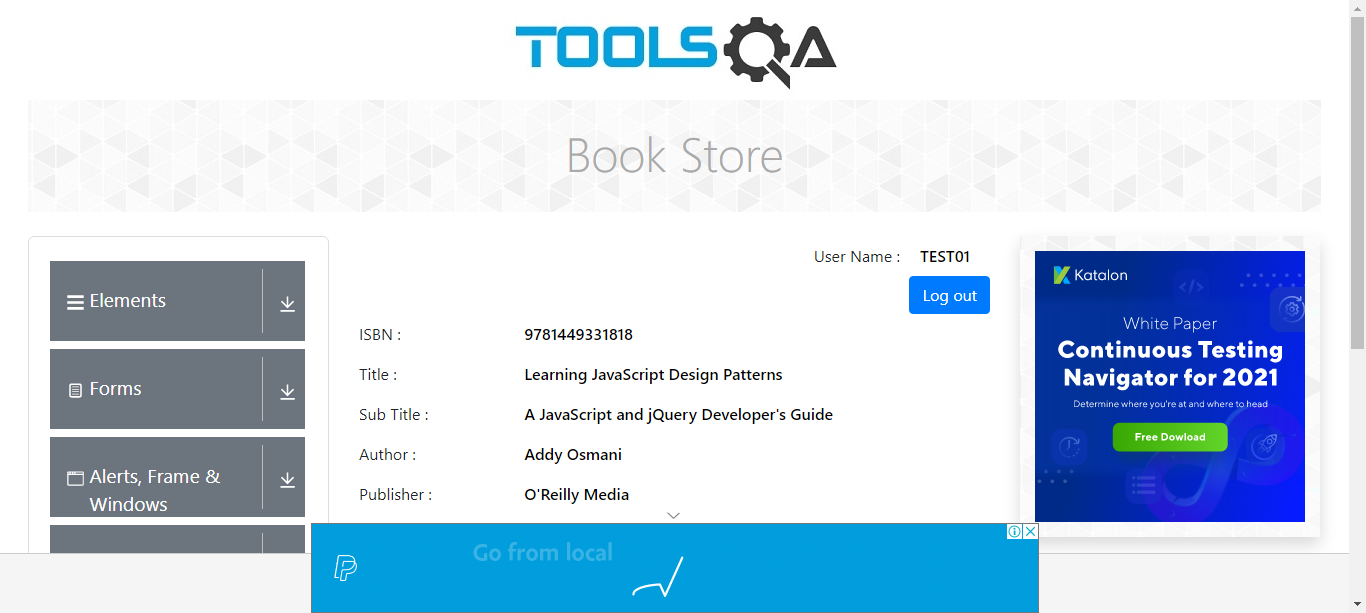 TOOLSQA
Book Store
User Name : TEST01
Log out
Elements
Forms
Alerts, Frame &
Windows
ISBN : 9781449331818
Title : Learning JavaScript Design Patterns
Sub Title : A JavaScript and jQuery Developer's Guide
Author : Addy Osmani
Publisher : O'Reilly Media
Katalon
White Paper
Continuous Testing
Navigator for 2021
Determine where you're at and where to head
Free Dowload
Go from local